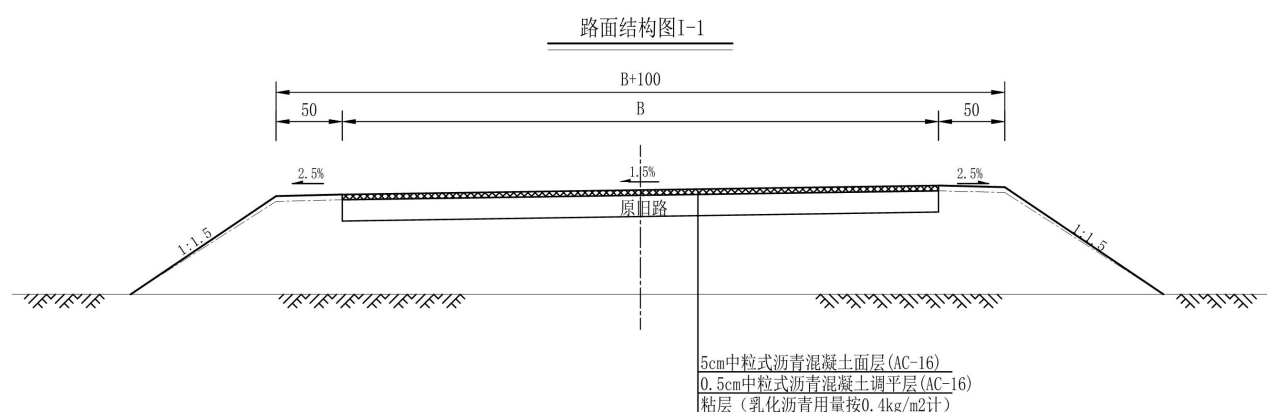 路面结构图I-1
B+100
50 B 50
2.5% 1.5% 2.5%
原旧路
1:1.5 1:1.5
5cm中粒式沥青混凝土面层(AC-16)
0.5cm中粒式沥青混凝土调平层(AC-16)
粘层（乳化沥青用量按0.4kg/m2计）